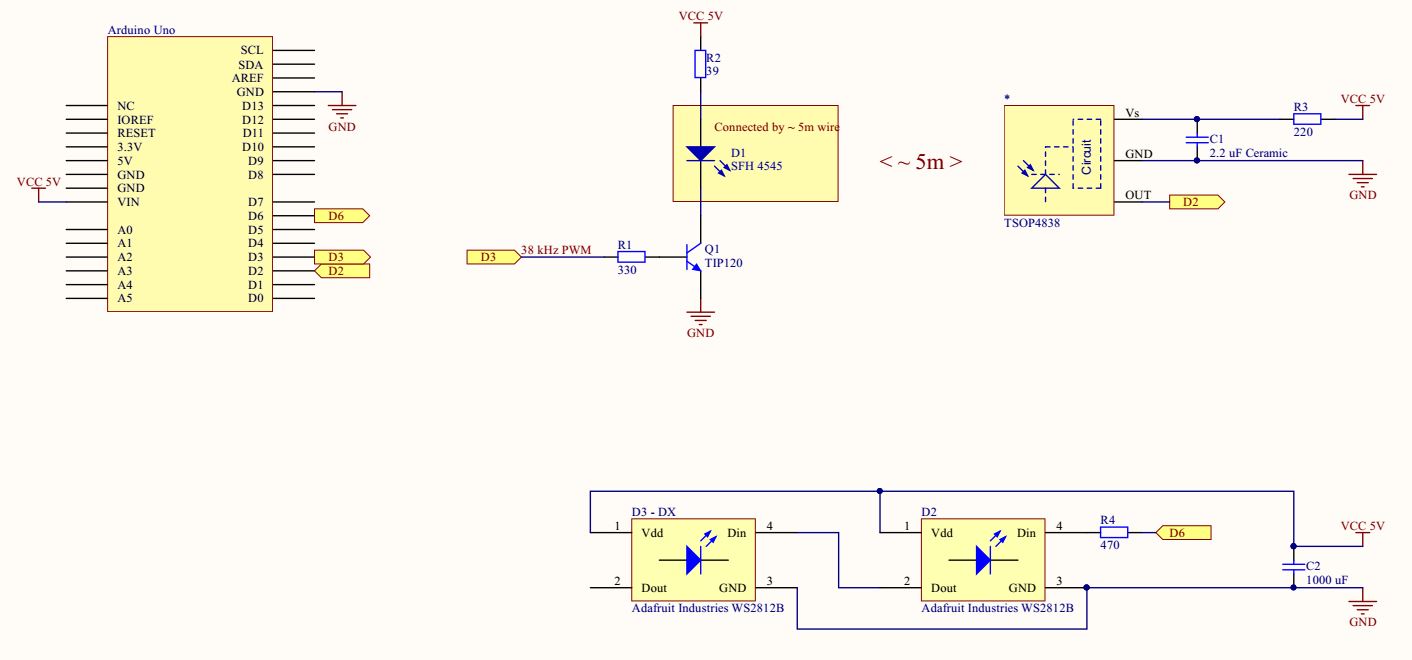 Arduino Uno
SCL
SDA
AREF
GND
NC D13
IOREF D12
RESET D11
3.3V D10
5V D9
GND D8
GND
VIN D7
D6
A0 D5
A1 D4
A2 D3
A3 D2
A4 D1
A5 D0
VCC 5V
GND
D6
D3
D2
VCC 5V
R2
39
Connected by ~ 5m wire
D1
SFH 4545
D3
38 kHz PWM
R1
330
Q1
TIP120
GND
< ~ 5m >
*
Circuit
Vs
GND
OUT
TSOP4838
C1
2.2 uF Ceramic
R3
220
VCC 5V
GND
D2
D3 - DX
1 Vdd Din 4
2 Dout GND 3
Adafruit Industries WS2812B
D2
1 Vdd Din 4
2 Dout GND 3
Adafruit Industries WS2812B
R4
470
D6
VCC 5V
C2
1000 uF
GND